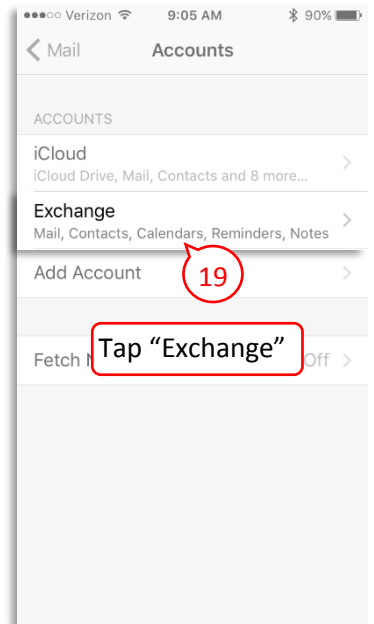 Verizon 9:05 AM 90%
Mail Accounts
ACCOUNTS
iCloud
iCloud Drive, Mail, Contacts and 8 more...
Exchange
Mail, Contacts, Calendars, Reminders, Notes
Add Account
19
Tap “Exchange”
Fetch Off